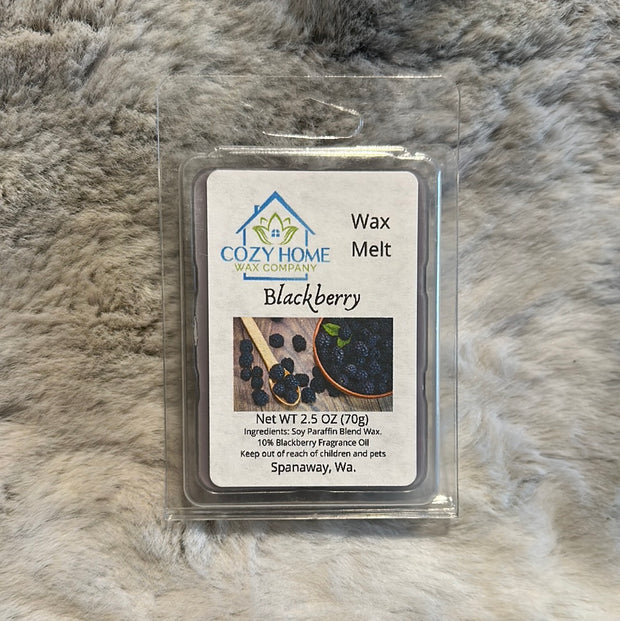 COZY HOME
WAX COMPANY
Wax
Melt
Blackberry
Net WT 2.5 OZ (70g)
Ingredients: Soy Paraffin Blend Wax.
10% Blackberry Fragrance Oil
Keep out of reach of children and pets
Spanaway, Wa.